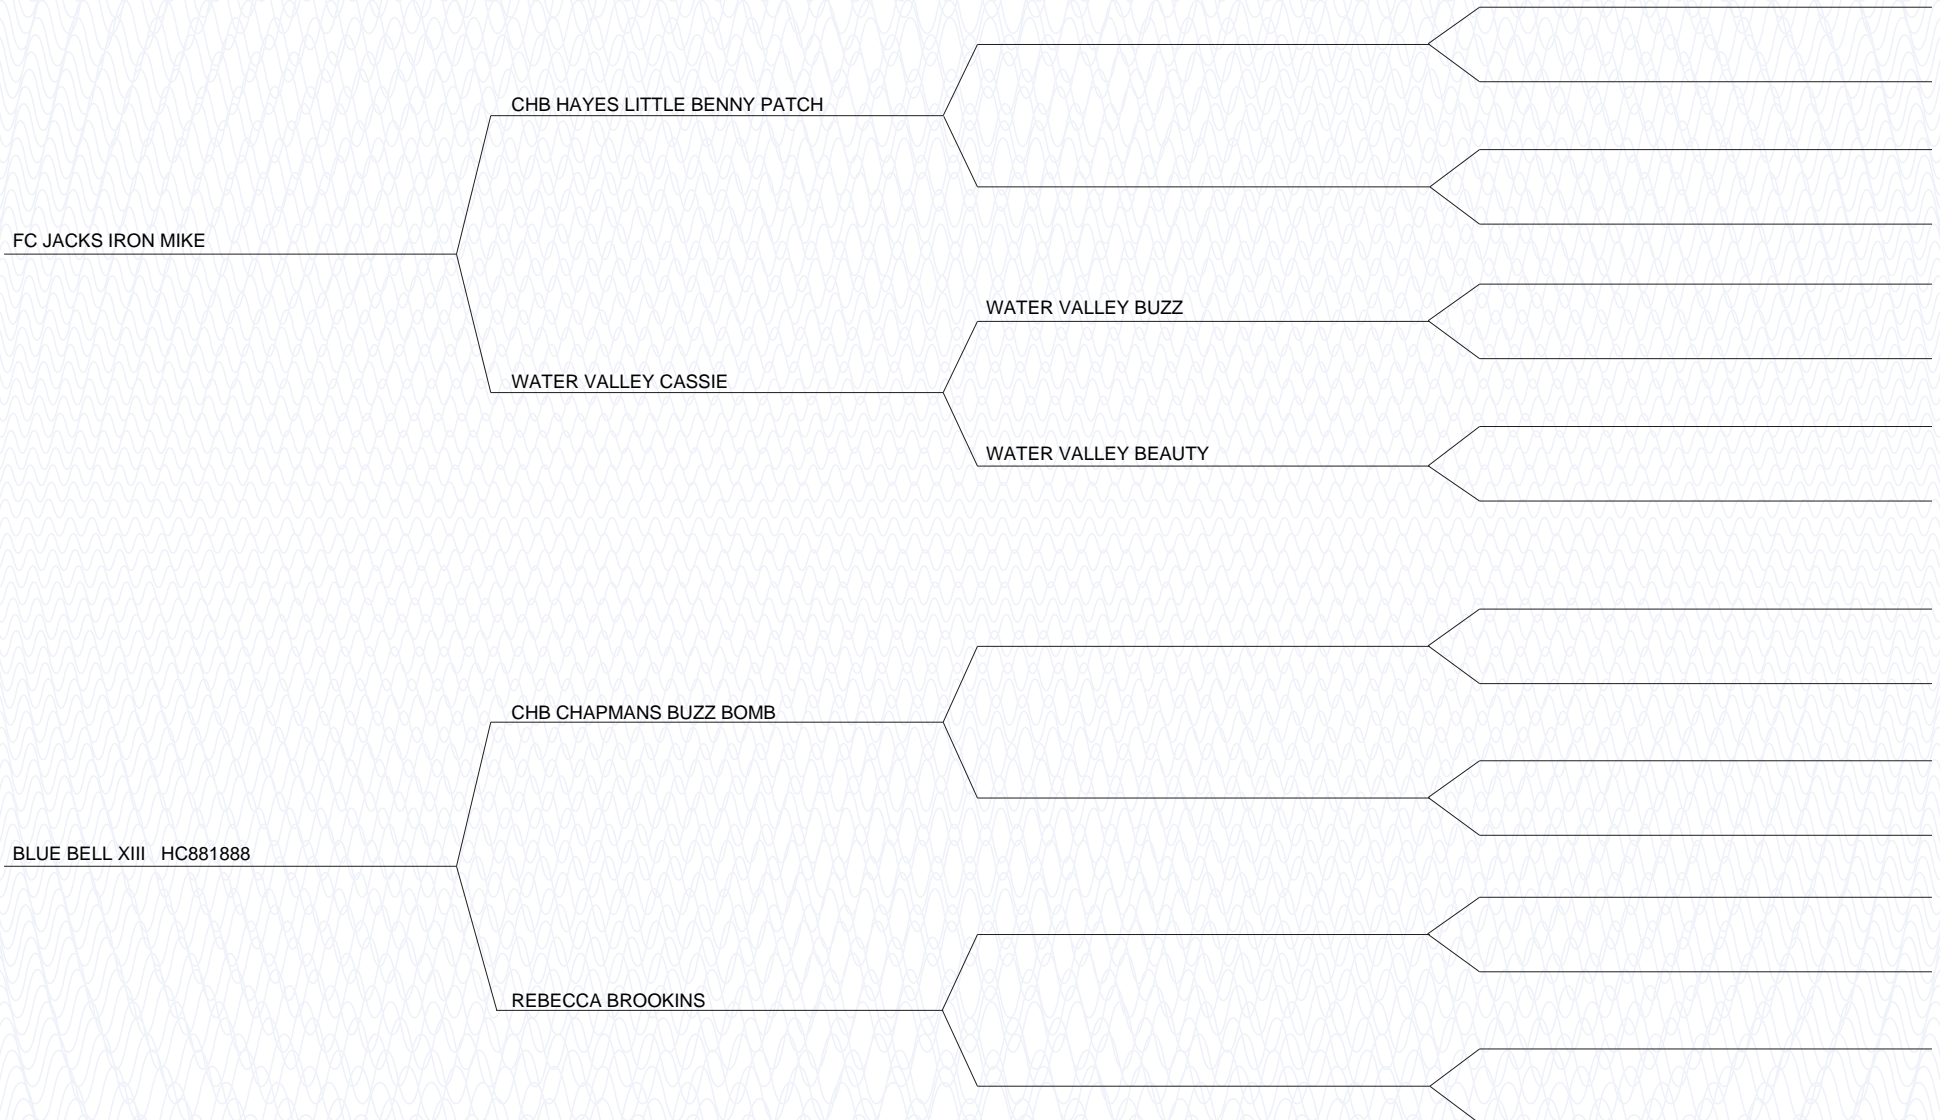 CHB HAYES LITTLE BENNY PATCH
FC JACKS IRON MIKE
WATER VALLEY BUZZ
WATER VALLEY CASSIE
WATER VALLEY BEAUTY
CHB CHAPMANS BUZZ BOMB
BLUE BELL XIII HC881888
REBECCA BROOKINS